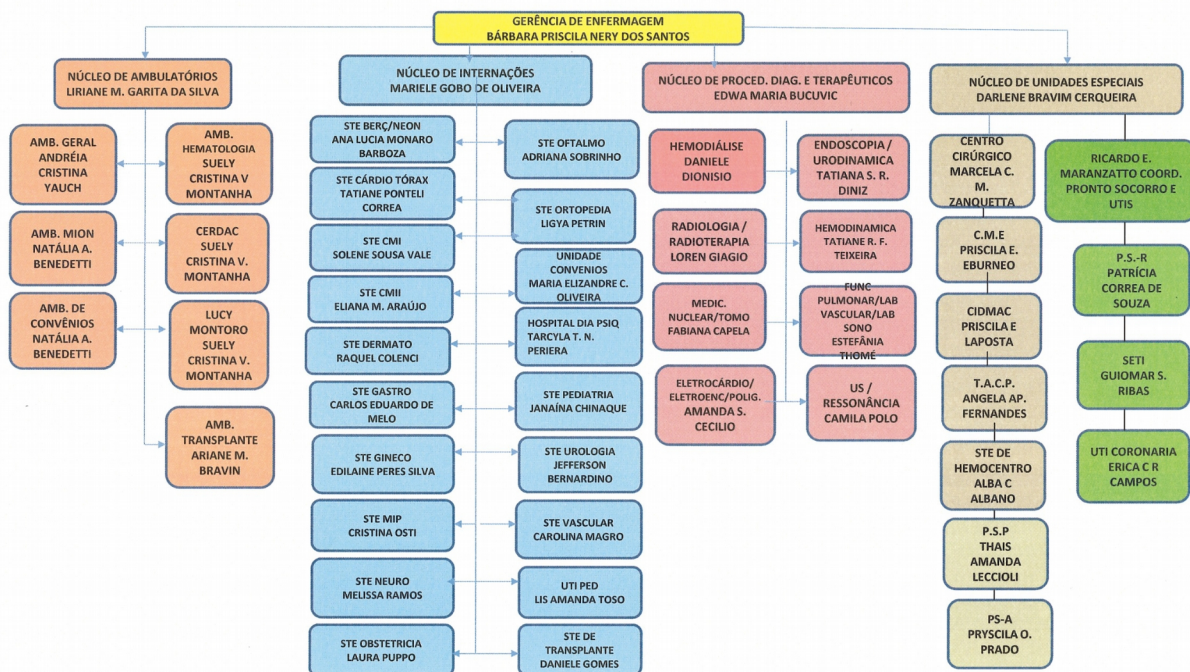 GERÊNCIA DE ENFERMAGEM
BÁRBARA PRISCILA NERY DOS SANTOS
NÚCLEO DE AMBULATÓRIOS
LIRIANE M. GARITA DA SILVA
AMB. GERAL
ANDRÉIA
CRISTINA
YAUCH
AMB.
HEMATOLOGIA
SUELY
CRISTINA V
MONTANHA
AMB. MION
NATÁLIA A.
BENEDETTI
CERDAC
SUELY
CRISTINA V.
MONTANHA
AMB. DE
CONVÊNIOS
NATÁLIA A.
BENEDETTI
LUCY
MONTORO
SUELY
CRISTINA V.
MONTANHA
AMB.
TRANSPLANTE
ARIANE M.
BRAVIN
NÚCLEO DE INTERNAÇÕES
MARIELE GOBO DE OLIVEIRA
STE BERÇ/NEON
ANA LUCIA MONARO
BARBOZA
STE OFTALMO
ADRIANA SOBRINHO
STE CÁRDIO TÓRAX
TATIANE PONTELI
CORREA
STE ORTOPEDIA
LIGYA PETRIN
STE CMI
SOLENE SOUSA VALE
UNIDADE
CONVENIOS
MARIA ELIZANDRE C.
OLIVEIRA
STE CMII
ELIANA M. ARAÚJO
HOSPITAL DIA PSIQ
TARCYLA T. N.
PERIERA
STE DERMATO
RAQUEL COLENCI
STE PEDIATRIA
JANAÍNA CHINAQUE
STE GASTRO
CARLOS EDUARDO DE
MELO
STE UROLOGIA
JEFFERSON
BERNARDINO
STE GINECO
EDILAINE PERES SILVA
STE VASCULAR
CAROLINA MAGRO
STE MIP
CRISTINA OSTI
UTI PED
LIS AMANDA TOSO
STE NEURO
MELISSA RAMOS
STE DE
TRANSPLANTE
DANIELE GOMES
STE OBSTETRICIA
LAURA PUPPO
NÚCLEO DE PROCED. DIAG. E TERAPÊUTICOS
EDWA MARIA BUCUVIC
HEMODIÁLISE
DANIELE
DIONISIO
ENDOSCOPIA /
URODINAMICA
TATIANA S. R.
DINIZ
RADIOLOGIA /
RADIOTERAPIA
LOREN GIAGIO
HEMODINAMICA
TATIANE R. F.
TEIXEIRA
MEDIC.
NUCLEAR/TOMO
FABIANA CAPELA
FUNC
PULMONAR/LAB
VASCULAR/LAB
SONO
ESTEFÂNIA
THOMÉ
ELETROCÁRDIO/
ELETROENC/POLIG.
AMANDA S.
CECILIO
US /
RESSONÂNCIA
CAMILA POLO
NÚCLEO DE UNIDADES ESPECIAIS
DARLENE BRAVIM CERQUEIRA
CENTRO
CIRÚRGICO
MARCELA C.
M.
ZANQUETTA
C.M.E
PRISCILA E.
EBURNEO
CIDMAC
PRISCILA E
LAPOSTA
T.A.C.P.
ANGELA AP.
FERNANDES
STE DE
HEMOCENTRO
ALBA C
ALBANO
P.S.P
THAIS
AMANDA
LECCIOLI
PS-A
PRYSCILA O.
PRADO
RICARDO E.
MARANZATTO COORD.
PRONTO SOCORRO E
UTIS
P.S.-R
PATRÍCIA
CORREA DE
SOUZA
SETI
GUIOMAR S.
RIBAS
UTI CORONARIA
ERICA C R
CAMPOS